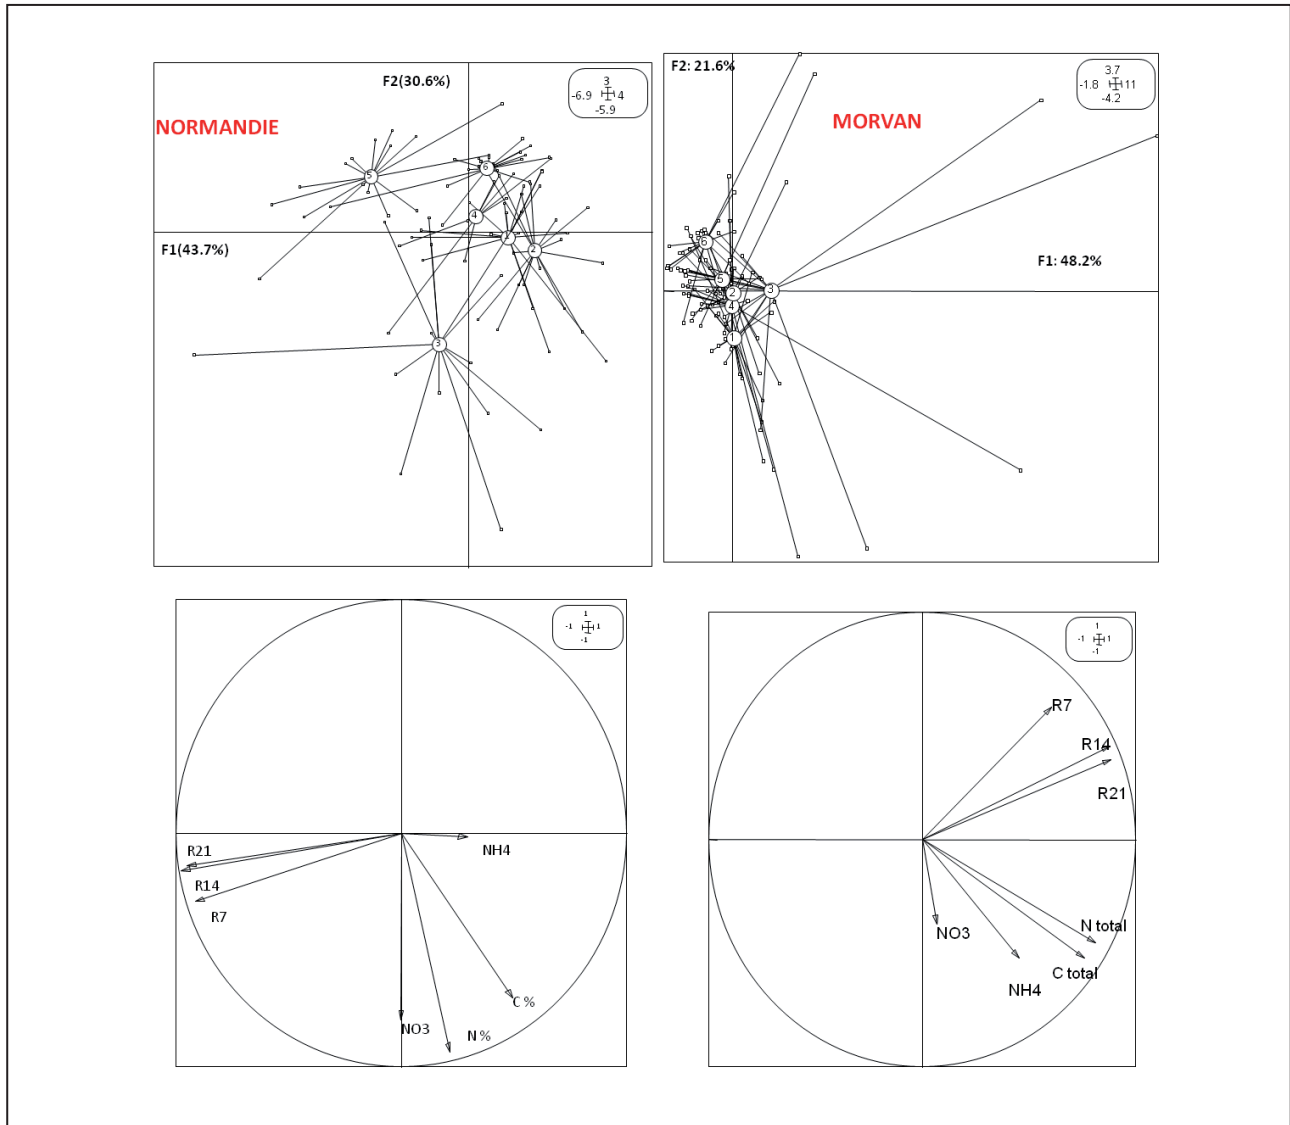 F2(30.6%)
3
-6.9 4
-5.9
NORMANDIE
5
6
4
1
2
F1(43.7%)
3
F2: 21.6%
3.7
-1.8 11
-4.2
MORVAN
6
F1: 48.2%
5
2
3
4
1
1
-1 1
-1
R21
NH4
R14
R7
C %
NO3
N %
1
-1 1
-1
R7
R14
R21
N total
NO3
C total
NH4